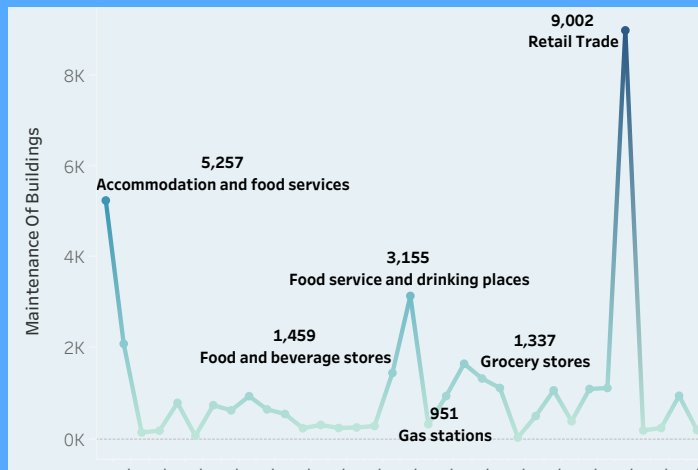 9,002
Retail Trade
8K
Maintenance Of Buildings
6K
5,257
Accommodation and food services
4K
3,155
Food service and drinking places
1,459
Food and beverage stores
1,337
Grocery stores
2K
951
Gas stations
0K